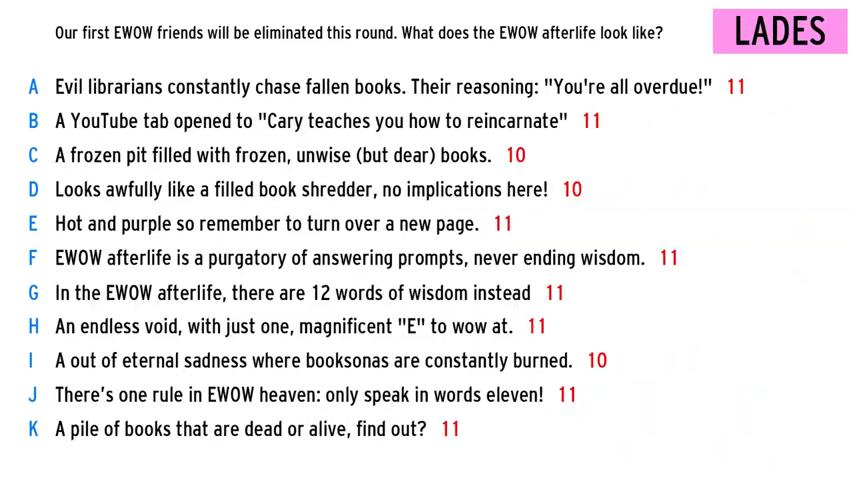 Our first EWOW friends will be eliminated this round. What does the EWOW afterlife look like?
LADES
A Evil librarians constantly chase fallen books. Their reasoning: "You're all overdue!" 11
B A YouTube tab opened to "Cary teaches you how to reincarnate" 11
C A frozen pit filled with frozen, unwise (but dear) books. 10
D Looks awfully like a filled book shredder, no implications here! 10
E Hot and purple so remember to turn over a new page. 11
F EWOW afterlife is a purgatory of answering prompts, never ending wisdom. 11
G In the EWOW afterlife, there are 12 words of wisdom instead 11
H An endless void, with just one, magnificent "E" to wow at. 11
I A out of eternal sadness where booksonas are constantly burned. 10
J There's one rule in EWOW heaven: only speak in words eleven! 11
K A pile of books that are dead or alive, find out? 11